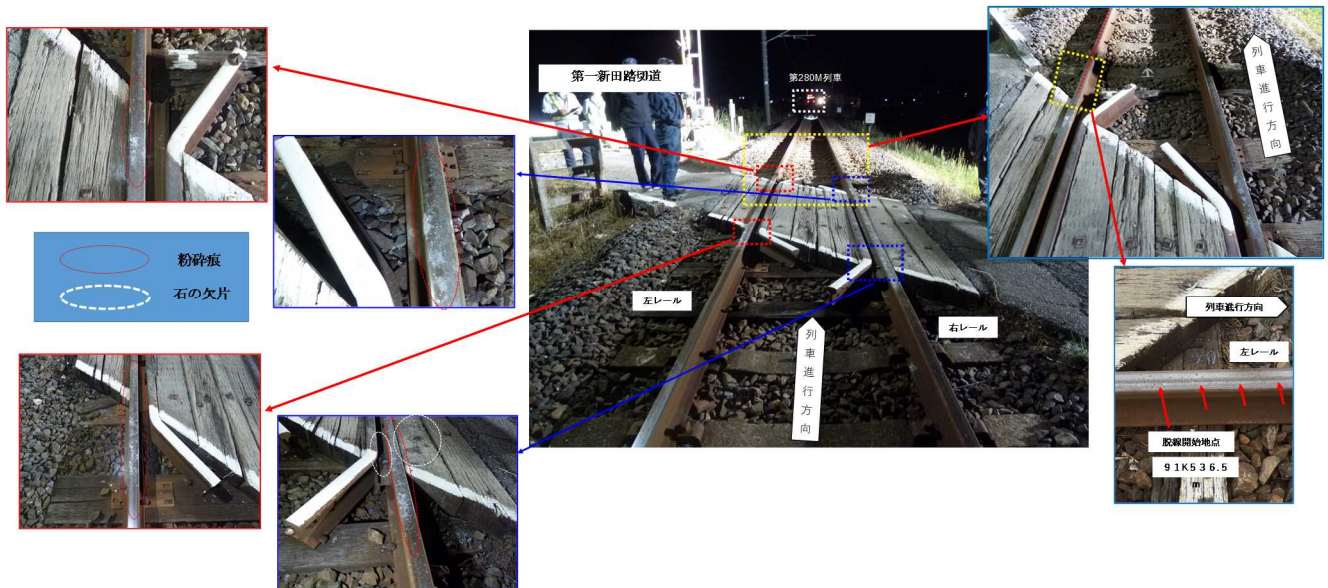 第一新田踏切道
第280M列車
列車進行方向
粉砕痕
石の欠片
左レール
右レール
列車進行方向
列車進行方向
左レール
脱線開始地点
91K536.5
m